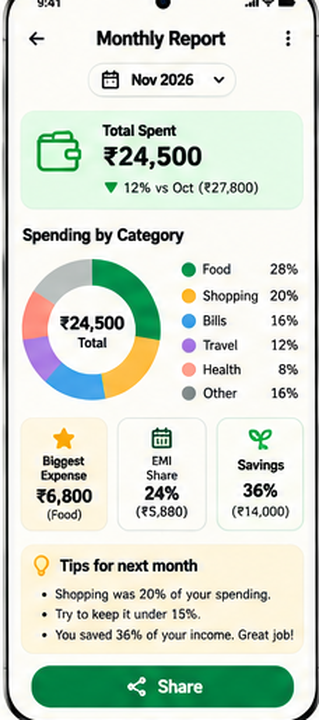 9:41
Monthly Report
Nov 2026
Total Spent
₹24,500
▼ 12% vs Oct (₹27,800)
Spending by Category
₹24,500
Total
Food 28%
Shopping 20%
Bills 16%
Travel 12%
Health 8%
Other 16%
Biggest
Expense
₹6,800
(Food)
EMI
Share
24%
(₹5,880)
Savings
36%
(₹14,000)
Tips for next month
• Shopping was 20% of your spending.
• Try to keep it under 15%.
• You saved 36% of your income. Great job!
Share